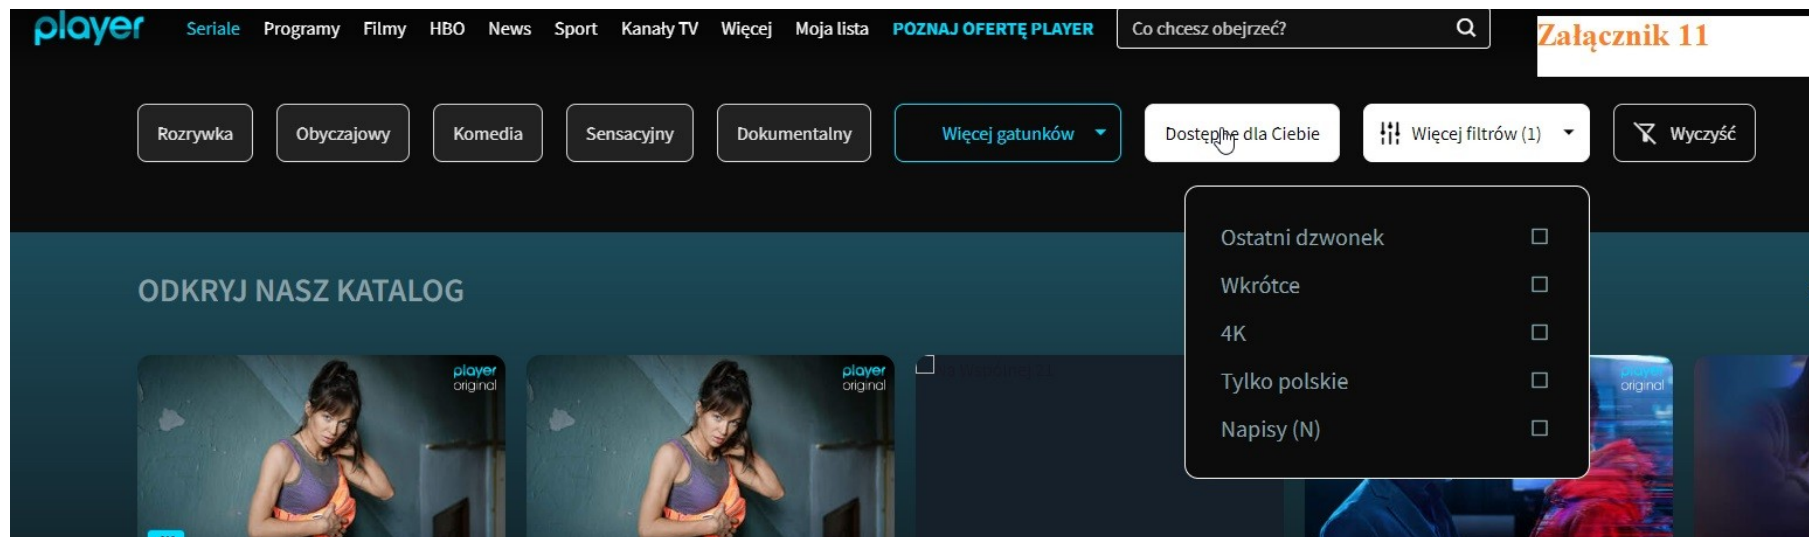 player Seriale Programy Filmy HBO News Sport Kanały TV Więcej Moja lista POZNAJ OFERTĘ PLAYER Co chcesz obejrzeć?
Załącznik 11
Rozrywka Obyczajowy Komedia Sensacyjny Dokumentalny Więcej gatunków Dostępne dla Ciebie Więcej filtrów (1) Wyczyść
Ostatni dzwonek
Wkrótce
4K
Tylko polskie
Napisy (N)
ODKRYJ NASZ KATALOG
player
original
player
original
player
original